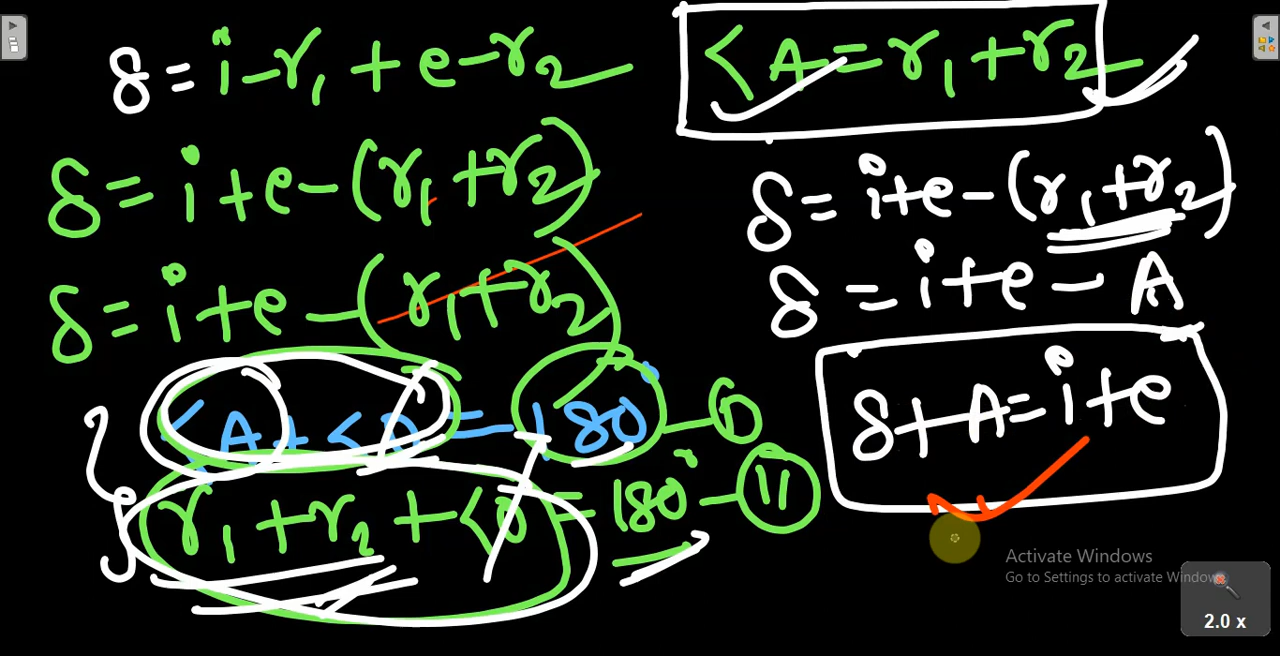 δ = i - r₁ + e - r₂
δ = i + e - (r₁ + r₂)
δ = i + e - (r₁ + r₂)
<A + <O = 180° - ①
r₁ + r₂ + <O = 180° - ⑪
<A = r₁ + r₂
δ = i + e - (r₁ + r₂)
δ = i + e - A
δ + A = i + e
Activate Windows
Go to Settings to activate Windows.
2.0 x